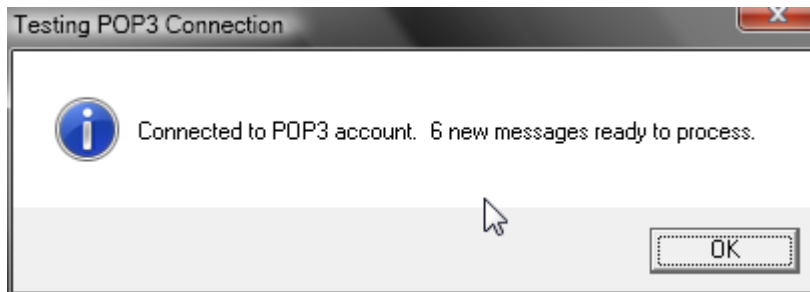 Testing POP3 Connection
Connected to POP3 account.  6 new messages ready to process.
OK